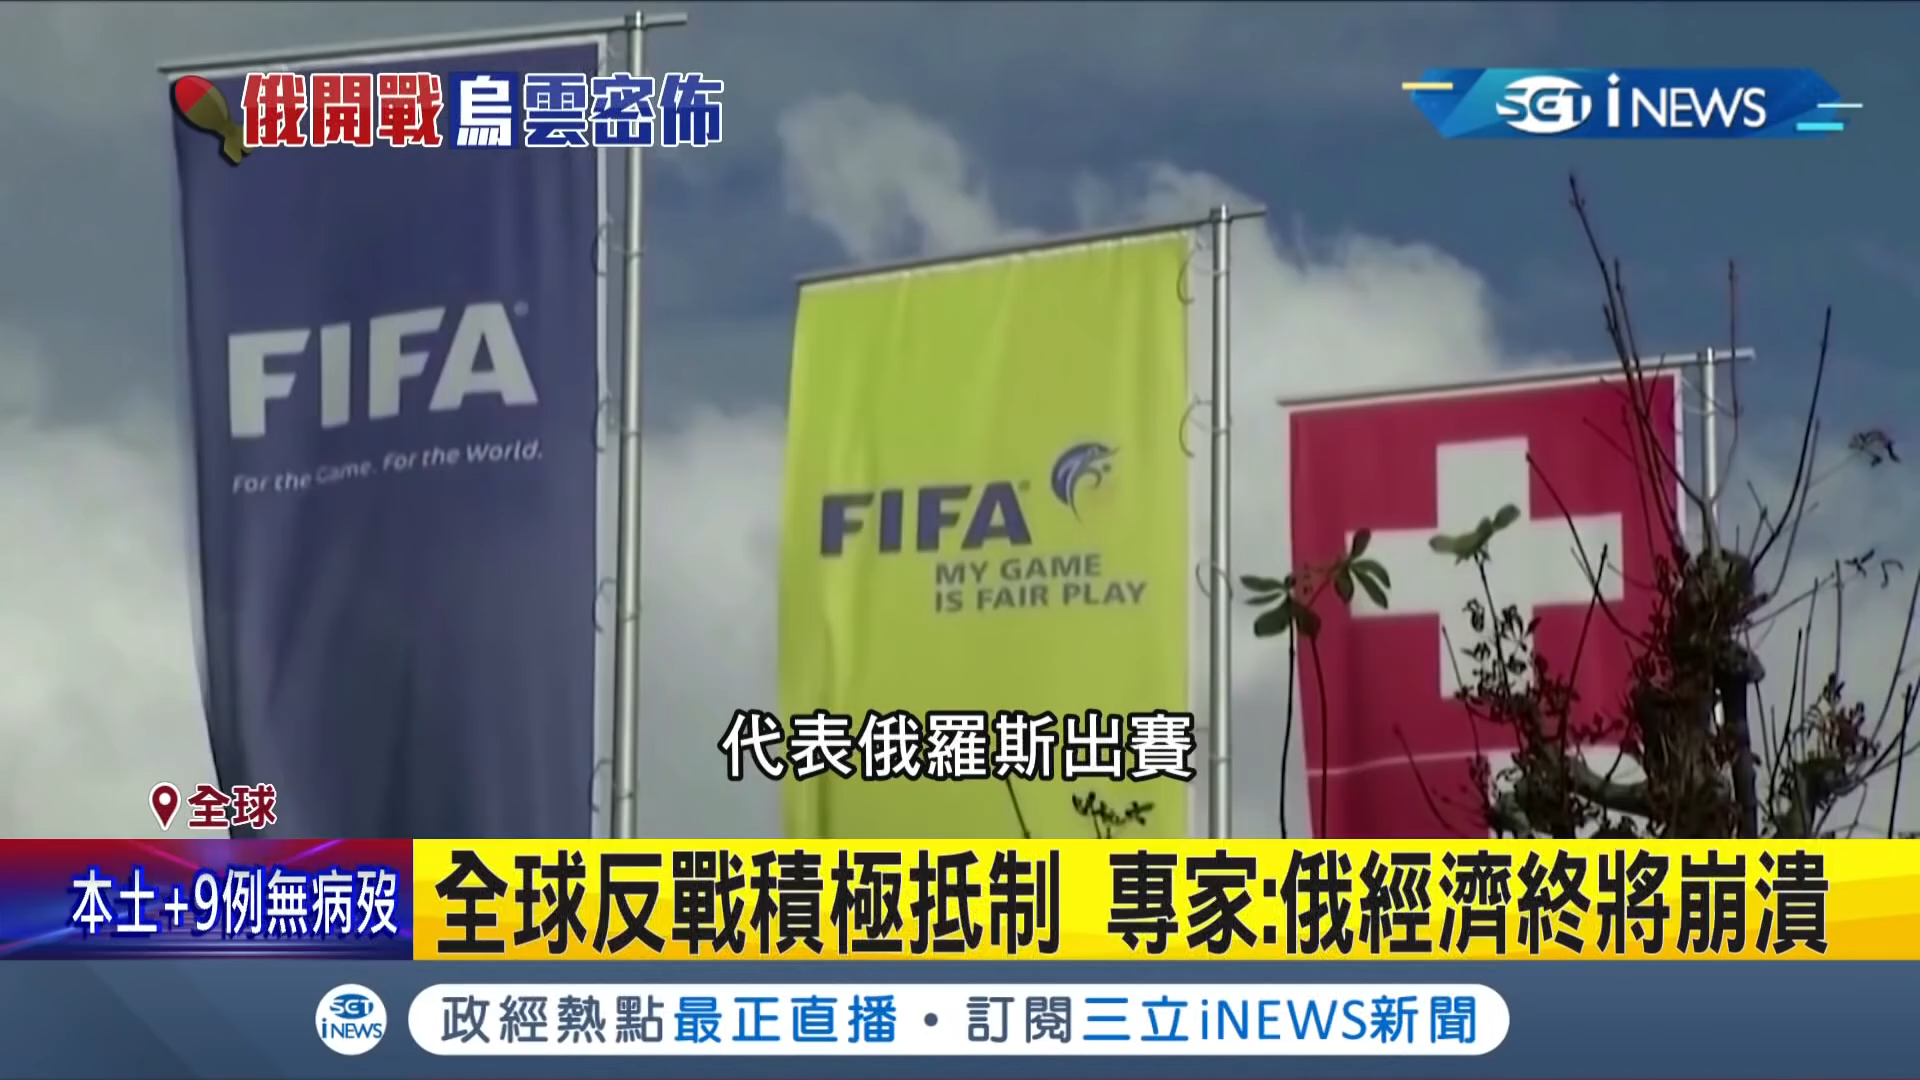 俄開戰烏雲密佈
SET iNEWS
FIFA
For the Game. For the World.
FIFA
MY GAME
IS FAIR PLAY
代表俄羅斯出賽
全球
本土+9例無病歿
全球反戰積極抵制 專家:俄經濟終將崩潰
SET
iNEWS
政經熱點最正直播・訂閱三立iNEWS新聞